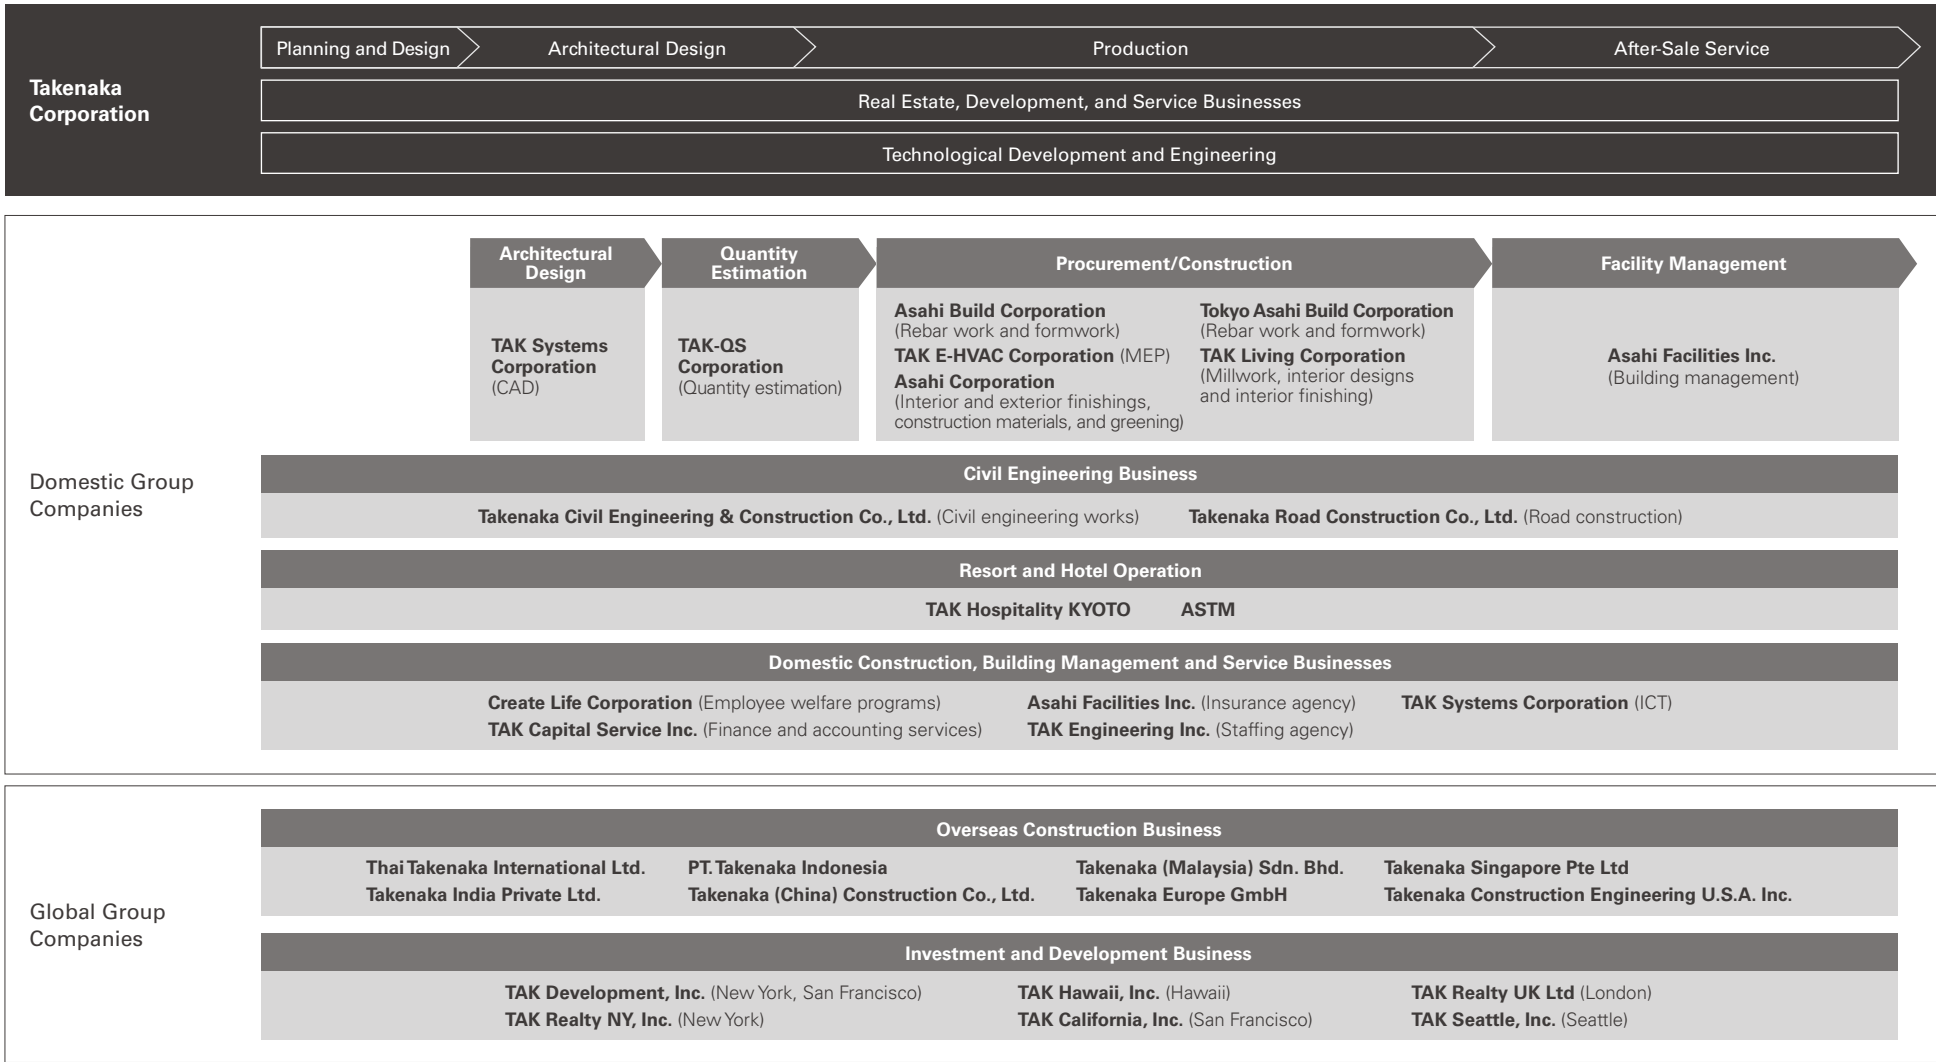 Takenaka
Corporation
Planning and Design
Architectural Design
Production
After-Sale Service
Real Estate, Development, and Service Businesses
Technological Development and Engineering
Domestic Group
Companies
Architectural
Design
TAK Systems
Corporation
(CAD)
Quantity
Estimation
TAK-QS
Corporation
(Quantity estimation)
Procurement/Construction
Asahi Build Corporation
(Rebar work and formwork)
TAK E-HVAC Corporation (MEP)
Asahi Corporation
(Interior and exterior finishings,
construction materials, and greening)
Tokyo Asahi Build Corporation
(Rebar work and formwork)
TAK Living Corporation
(Millwork, interior designs
and interior finishing)
Facility Management
Asahi Facilities Inc.
(Building management)
Civil Engineering Business
Takenaka Civil Engineering & Construction Co., Ltd. (Civil engineering works)
Takenaka Road Construction Co., Ltd. (Road construction)
Resort and Hotel Operation
TAK Hospitality KYOTO
ASTM
Domestic Construction, Building Management and Service Businesses
Create Life Corporation (Employee welfare programs)
Asahi Facilities Inc. (Insurance agency)
TAK Systems Corporation (ICT)
TAK Capital Service Inc. (Finance and accounting services)
TAK Engineering Inc. (Staffing agency)
Global Group
Companies
Overseas Construction Business
Thai Takenaka International Ltd.
PT. Takenaka Indonesia
Takenaka (Malaysia) Sdn. Bhd.
Takenaka Singapore Pte Ltd
Takenaka India Private Ltd.
Takenaka (China) Construction Co., Ltd.
Takenaka Europe GmbH
Takenaka Construction Engineering U.S.A. Inc.
Investment and Development Business
TAK Development, Inc. (New York, San Francisco)
TAK Hawaii, Inc. (Hawaii)
TAK Realty UK Ltd (London)
TAK Realty NY, Inc. (New York)
TAK California, Inc. (San Francisco)
TAK Seattle, Inc. (Seattle)